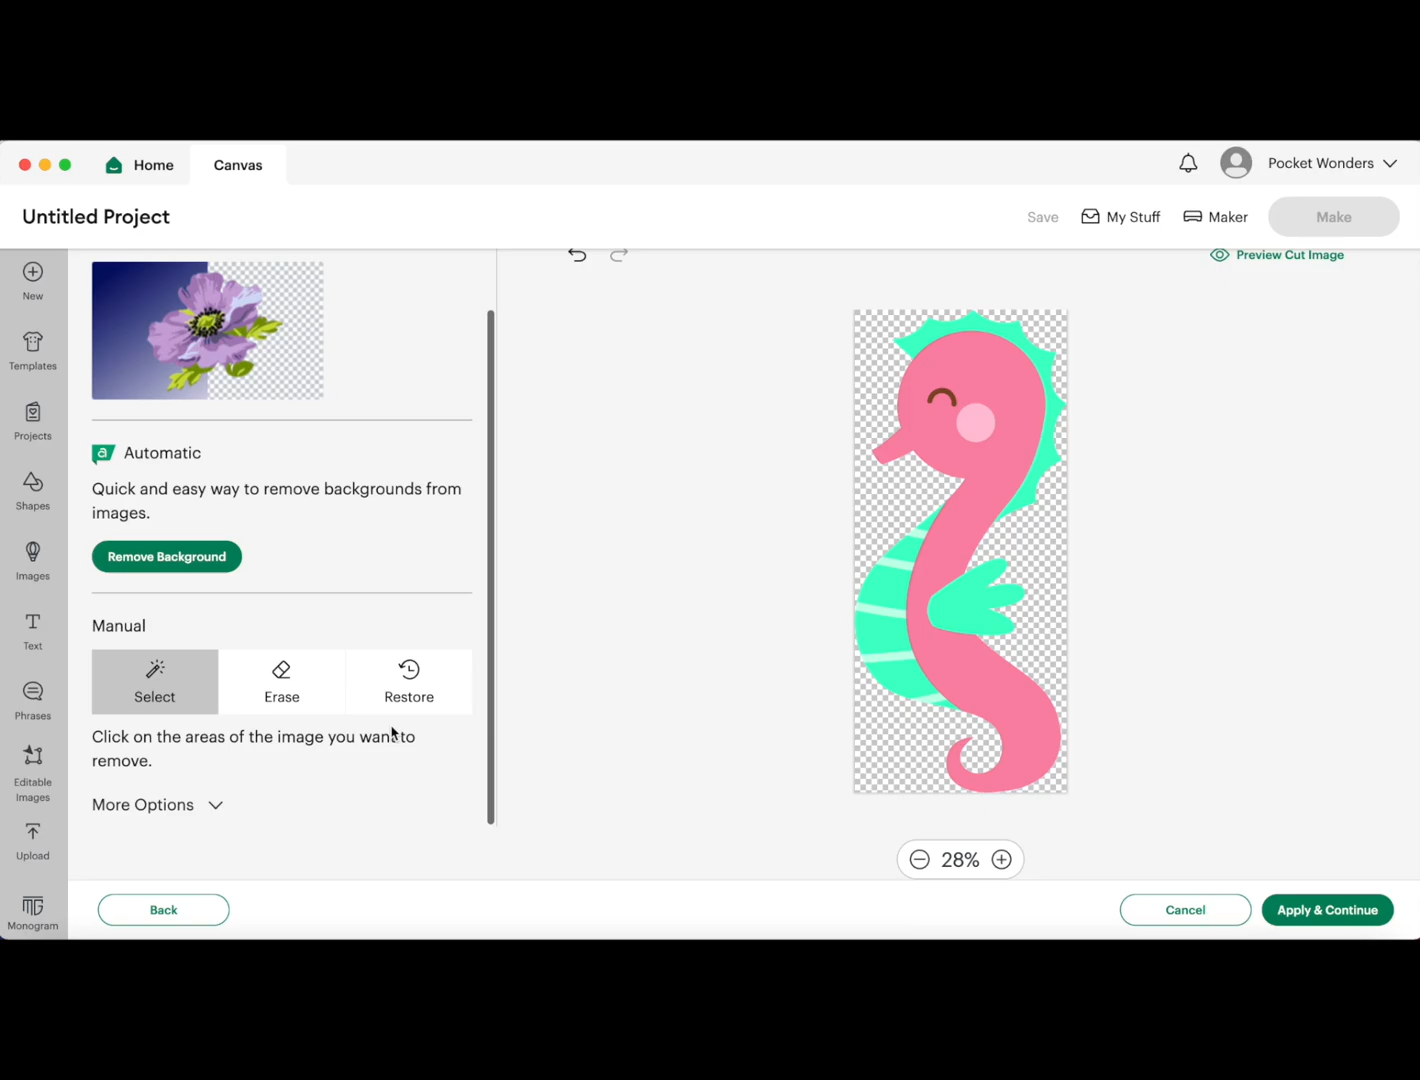 Home
Canvas
Pocket Wonders
Untitled Project
Save
My Stuff
Maker
Make
New
Templates
Projects
Shapes
Images
Text
Phrases
Editable
Images
Upload
Monogram
a Automatic
Quick and easy way to remove backgrounds from
images.
Remove Background
Manual
Select
Erase
Restore
Click on the areas of the image you want to
remove.
More Options
Preview Cut Image
28%
Back
Cancel
Apply & Continue